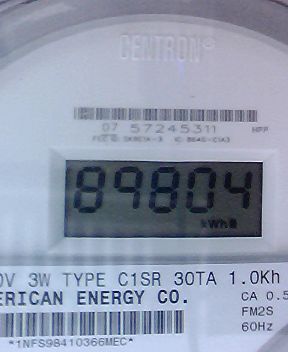 CENTRON®
07 57245311
89804
kWh
0V 3W TYPE C1SR 30TA 1.0Kh
ERICAN ENERGY CO.
CA 0.5
FM2S
60Hz
*1NFS98410366MEC*